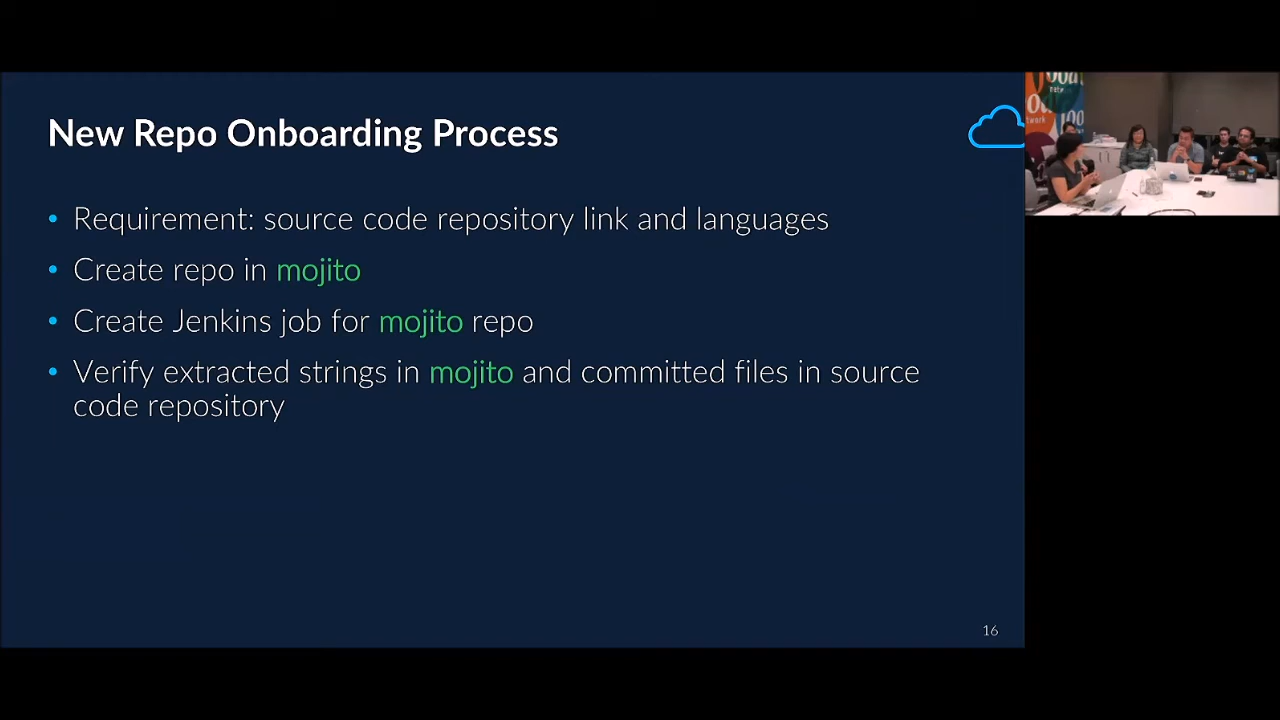 New Repo Onboarding Process
• Requirement: source code repository link and languages
• Create repo in mojito
• Create Jenkins job for mojito repo
• Verify extracted strings in mojito and committed files in source
code repository
16